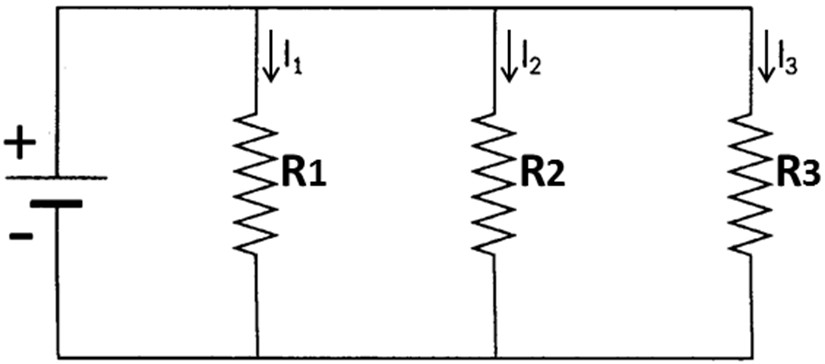 I₁ I₂ I₃
+
R1 R2 R3
-